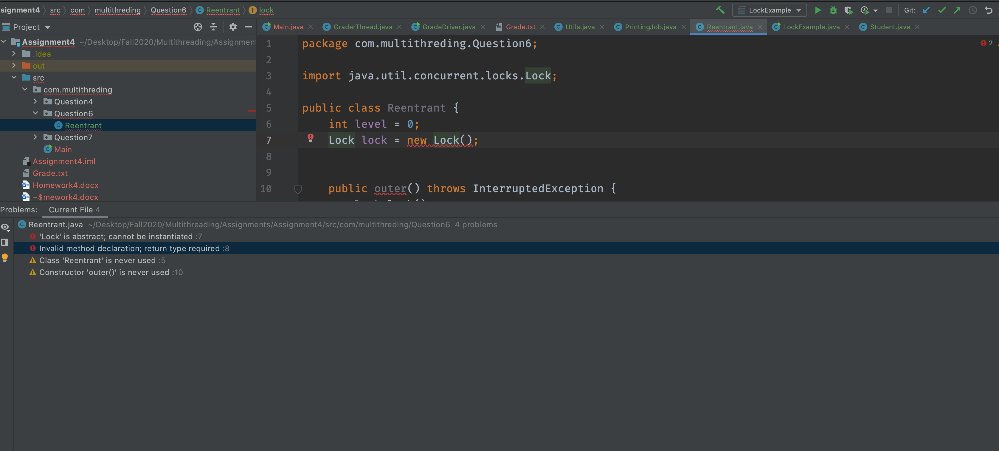 ssignment4 src com multithreding Question6 Reentrant lock LockExample Git:
Project Main.java GraderThread.java GradeDriver.java Grade.txt Utils.java PrintingJob.java Reentrant.java LockExample.java Student.java
Assignment4 ~/Desktop/Fall2020/Multithreading/Assignment
.idea
out
src
com.multithreding
Question4
Question6
Reentrant
Question7
Main
Assignment4.iml
Grade.txt
Homework4.docx
~$mework4.docx
2
1 package com.multithreding.Question6;
2
3 import java.util.concurrent.locks.Lock;
4
5 public class Reentrant {
6 int level = 0;
7 Lock lock = new Lock();
8
9
10 public outer() throws InterruptedException {
Problems: Current File 4
Reentrant.java ~/Desktop/Fall2020/Multithreading/Assignments/Assignment4/src/com/multithreding/Question6 4 problems
'Lock' is abstract; cannot be instantiated :7
Invalid method declaration; return type required :8
Class 'Reentrant' is never used :5
Constructor 'outer()' is never used :10